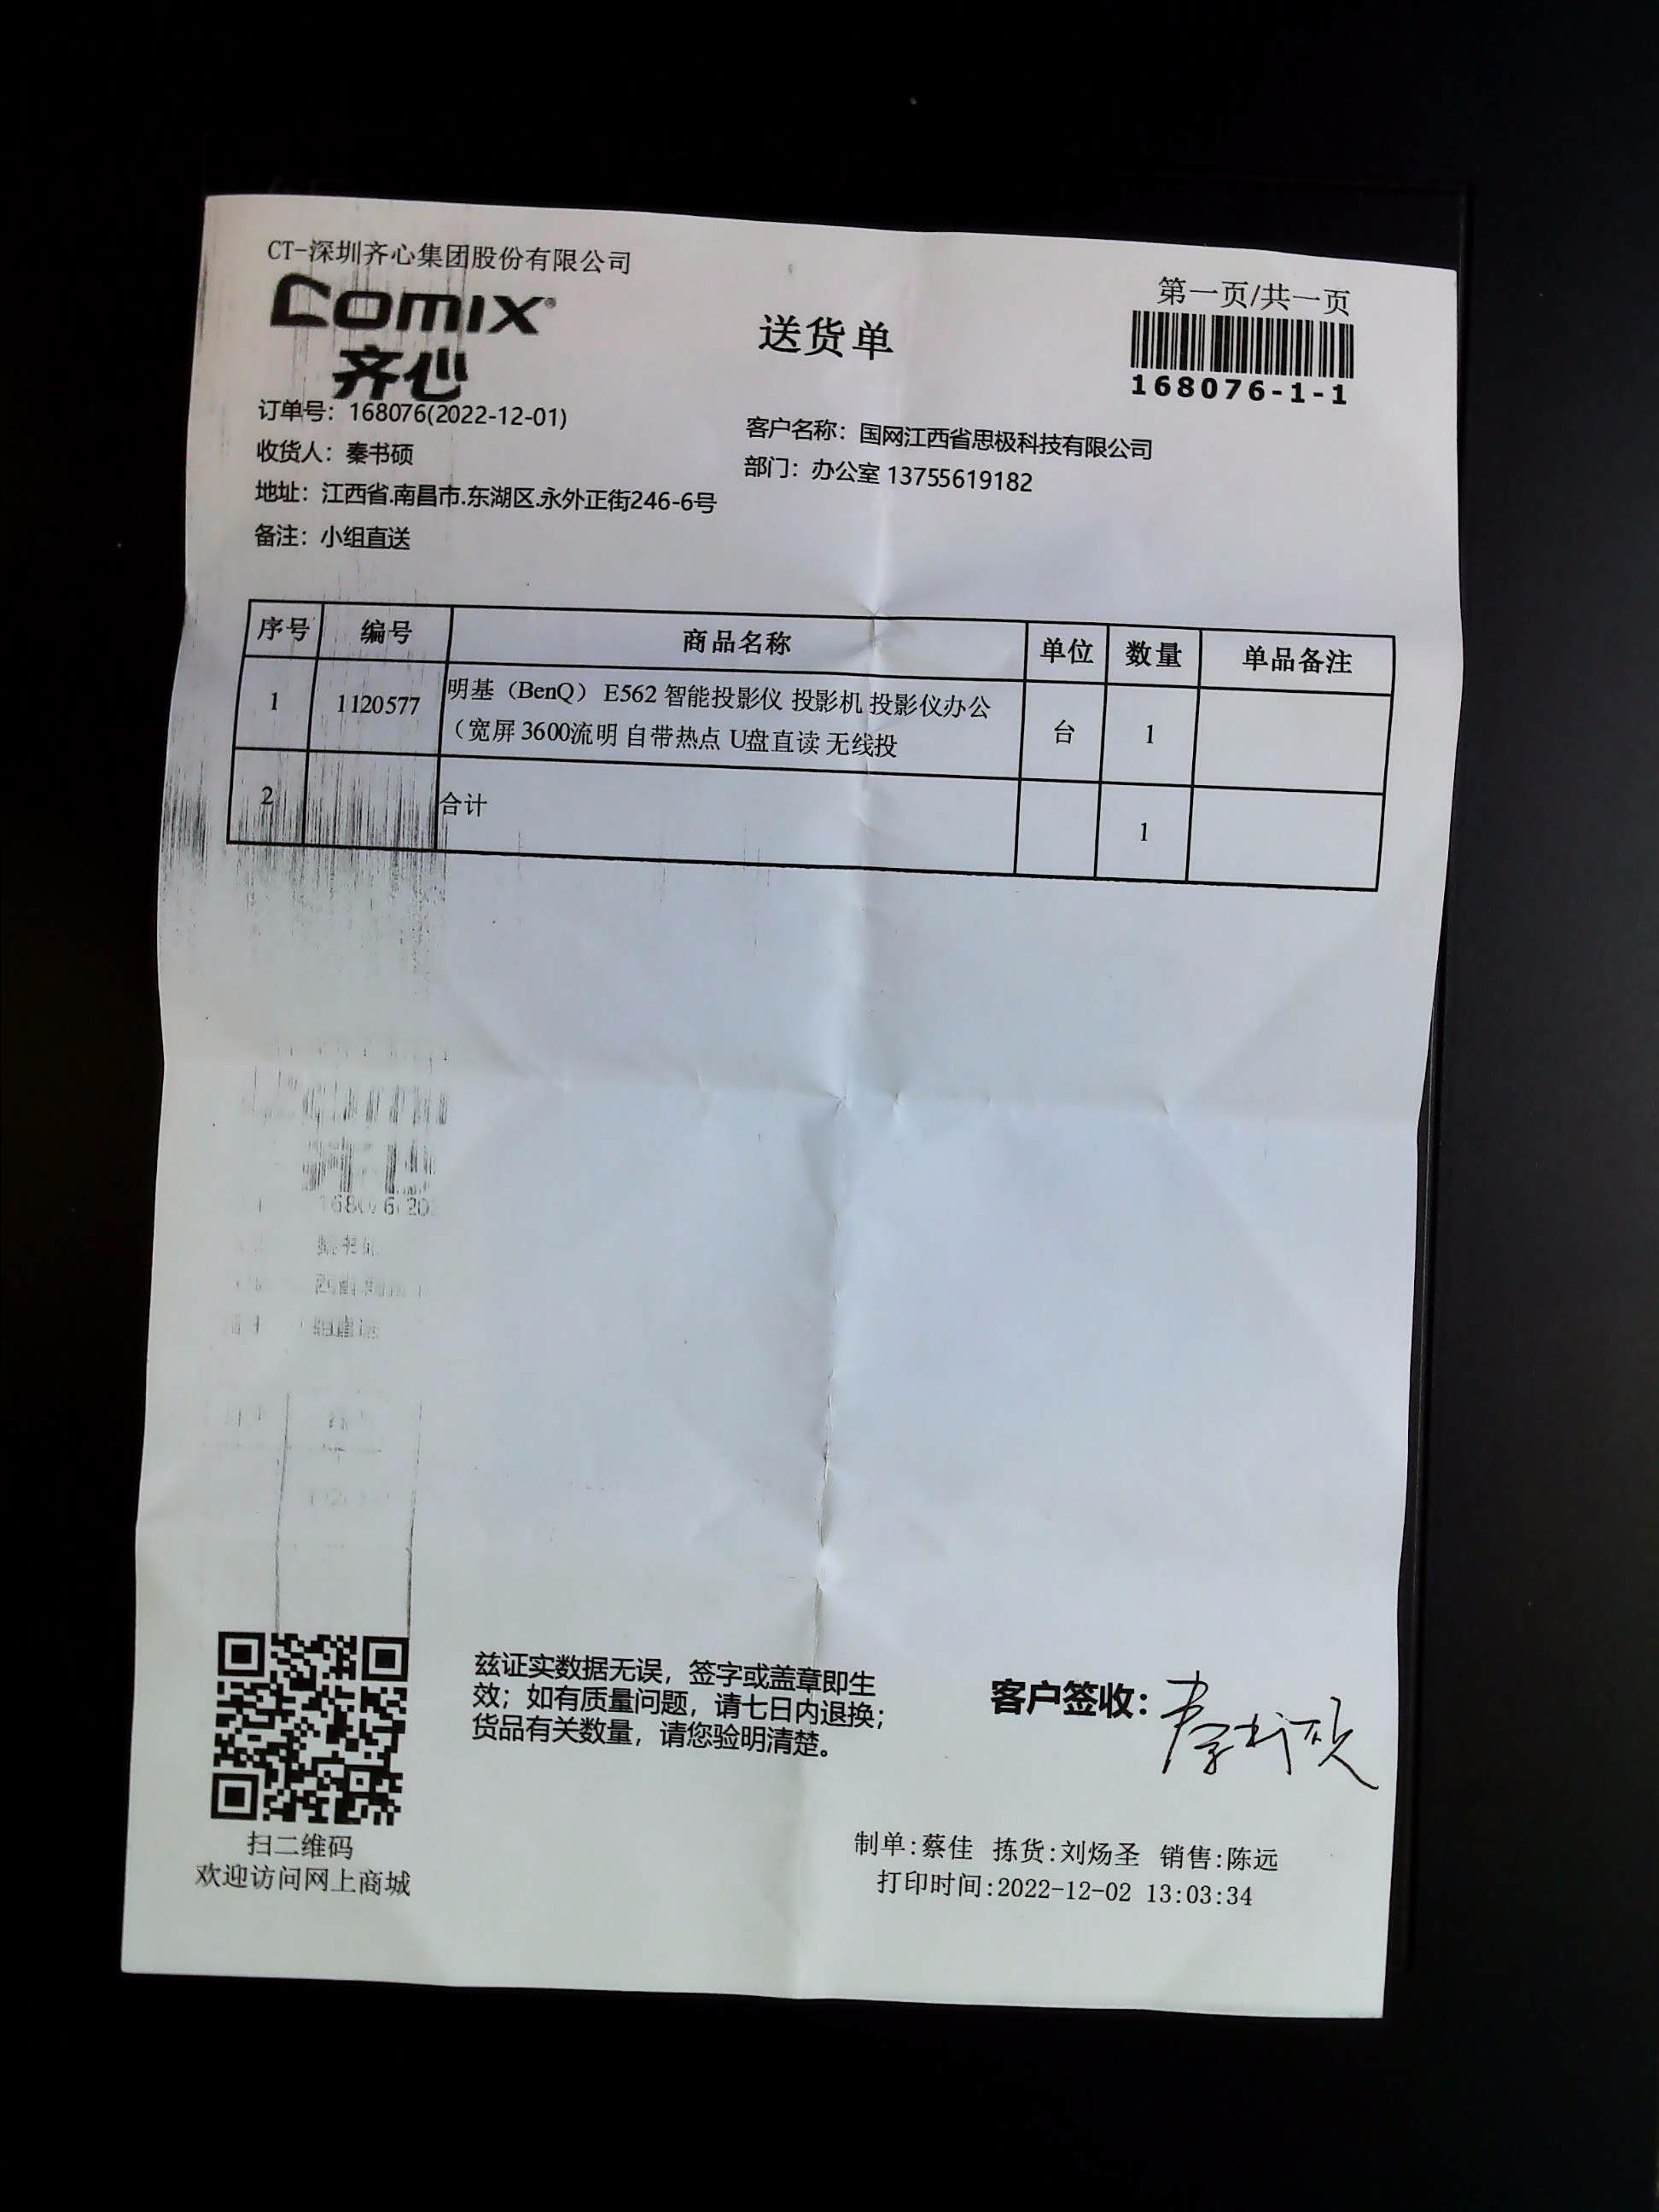 CT-深圳齐心集团股份有限公司
comix
齐心
送货单
第一页/共一页
168076-1-1
订单号：168076(2022-12-01)
客户名称：国网江西省思极科技有限公司
收货人：秦书硕
部门：办公室 13755619182
地址：江西省.南昌市.东湖区.永外正街246-6号
备注：小组直送
序号 编号 商品名称 单位 数量 单品备注
1 1120577 明基（BenQ） E562 智能投影仪 投影机 投影仪办公
（宽屏 3600流明 自带热点 U盘直读 无线投 台 1
2 合计 1
兹证实数据无误，签字或盖章即生
效；如有质量问题，请七日内退换；
货品有关数量，请您验明清楚。
客户签收：秦书硕
扫二维码
欢迎访问网上商城
制单:蔡佳 拣货:刘炀圣 销售:陈远
打印时间:2022-12-02 13:03:34